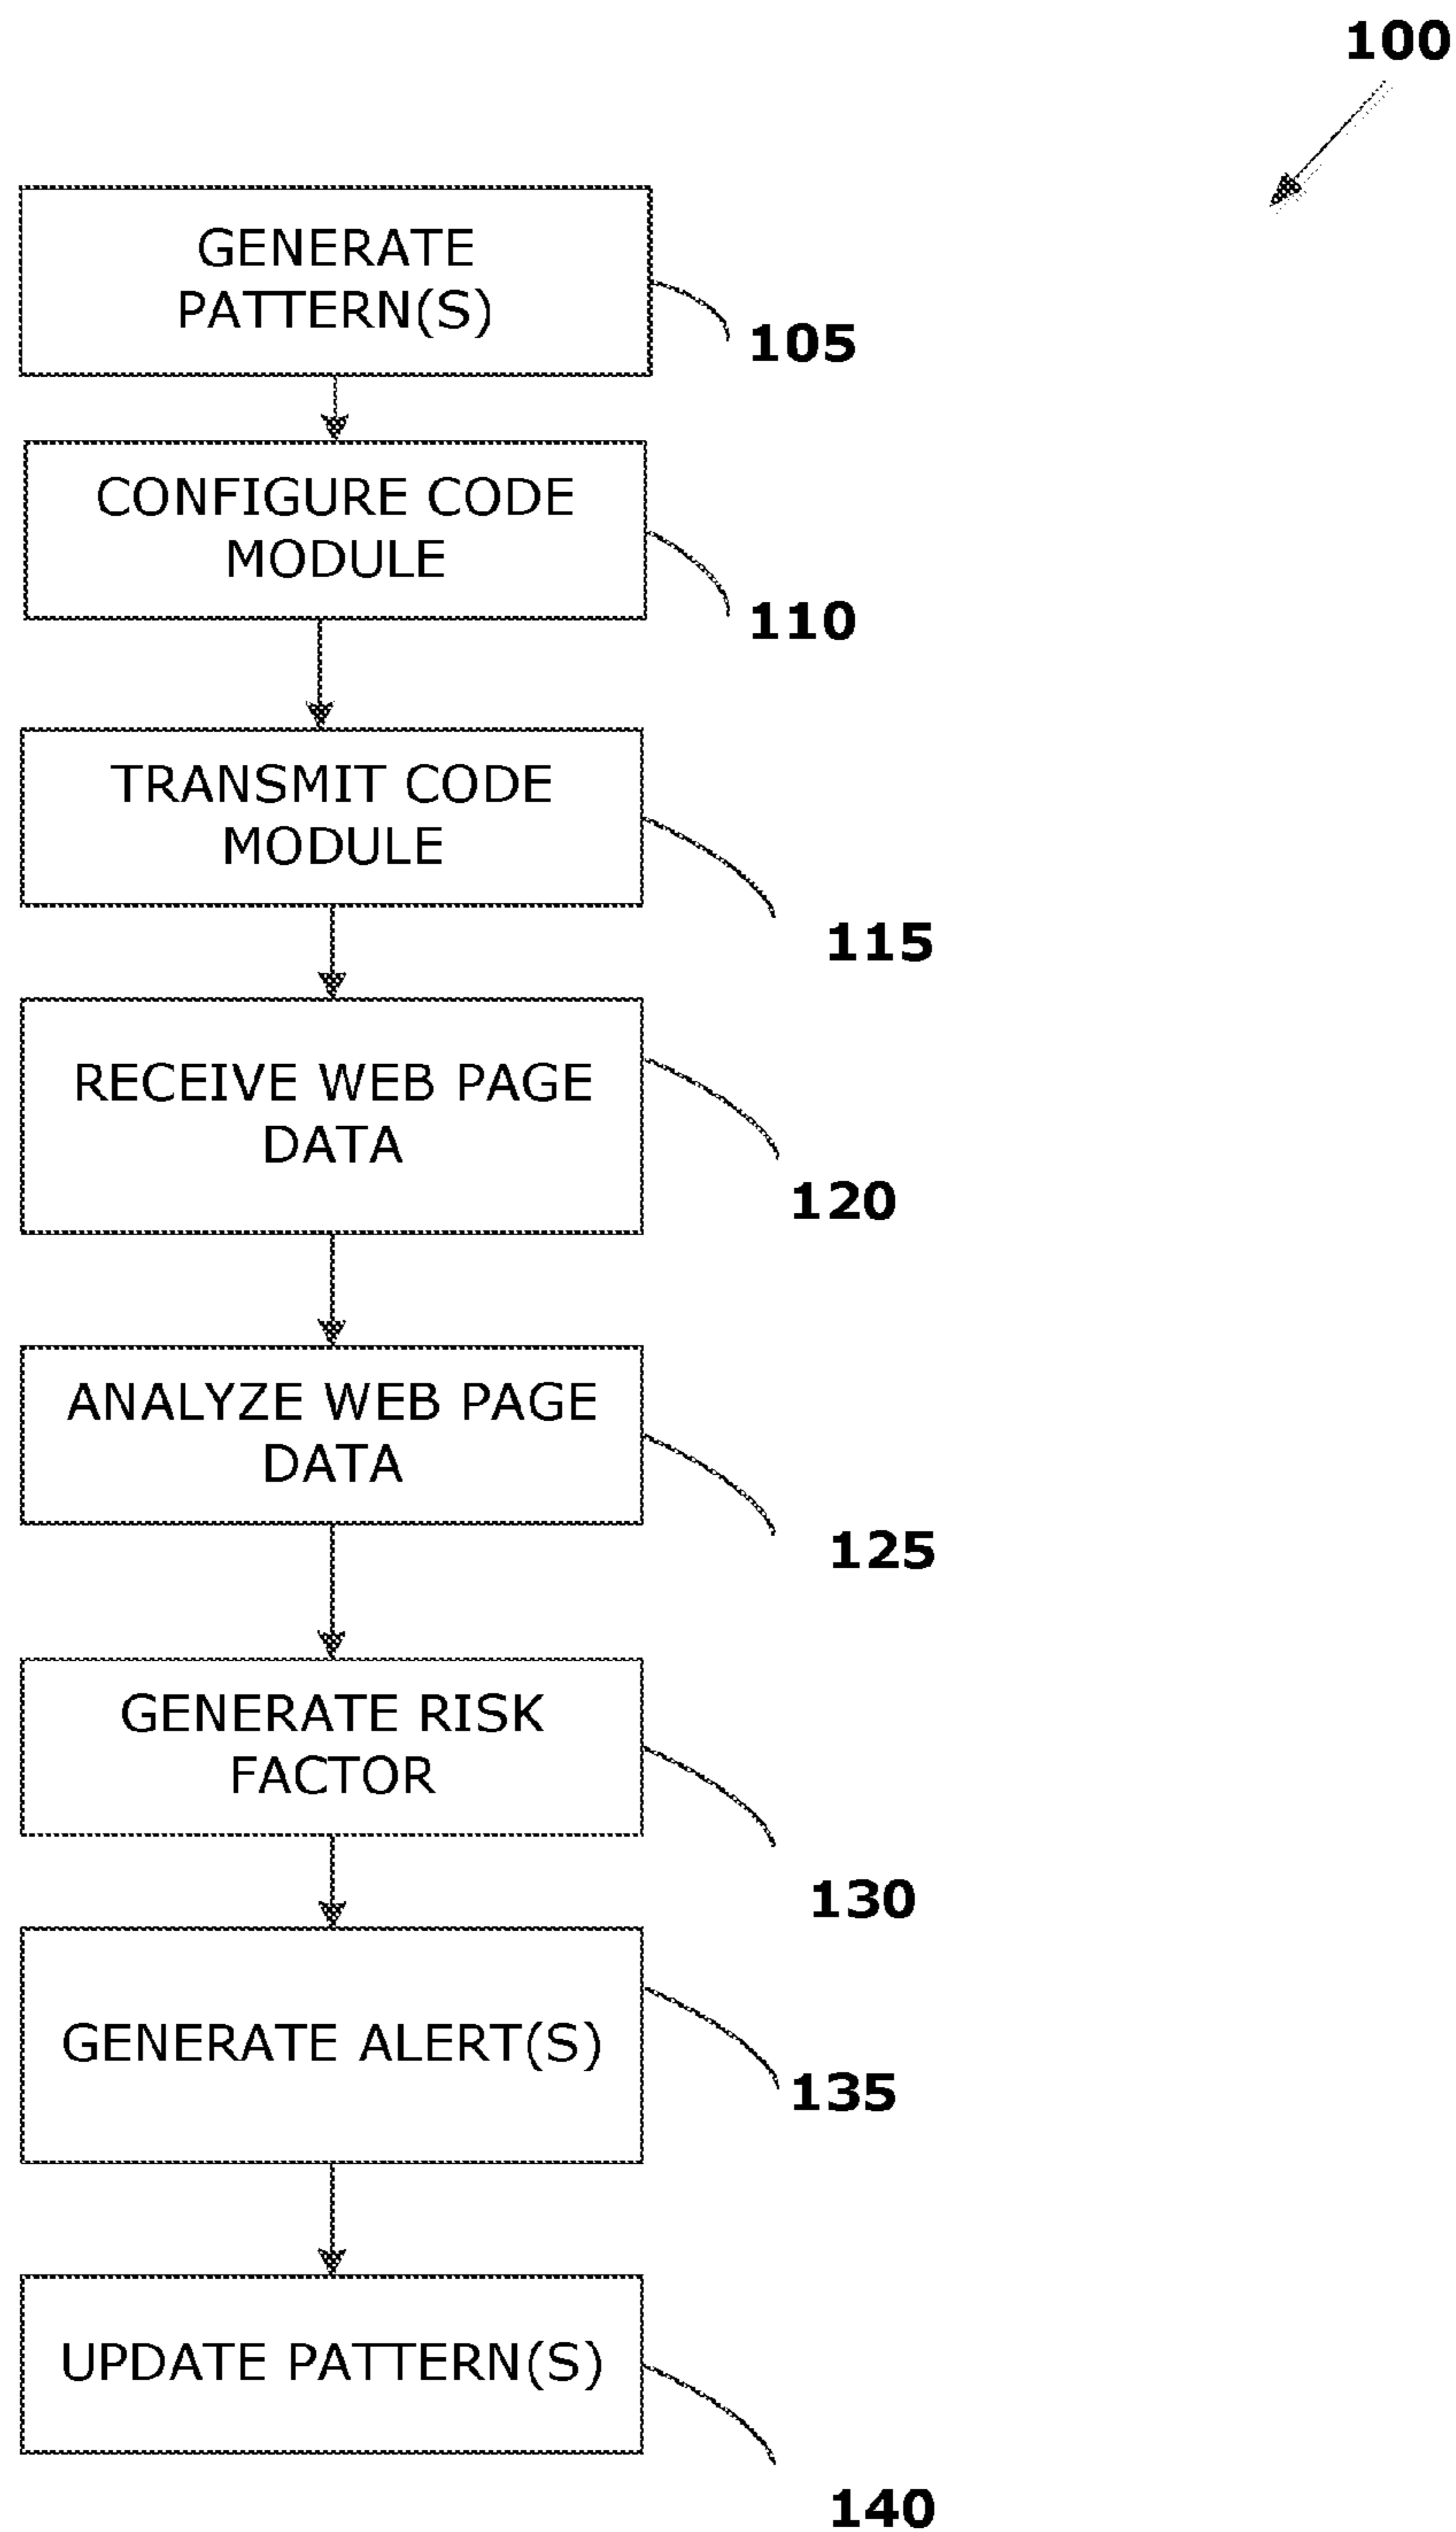 100
GENERATE
PATTERN(S)
105
CONFIGURE CODE
MODULE
110
TRANSMIT CODE
MODULE
115
RECEIVE WEB PAGE
DATA
120
ANALYZE WEB PAGE
DATA
125
GENERATE RISK
FACTOR
130
GENERATE ALERT(S)
135
UPDATE PATTERN(S)
140